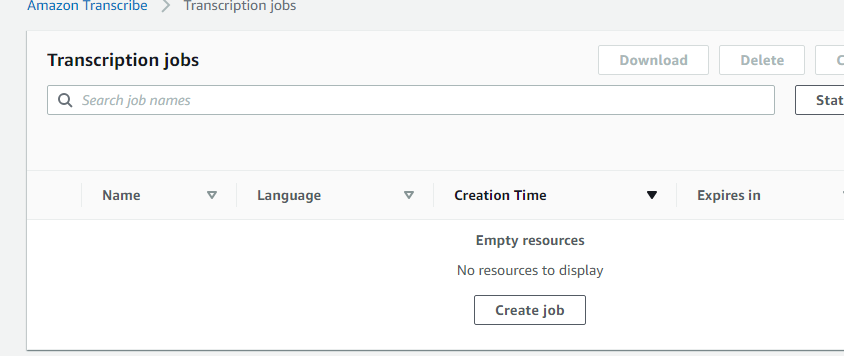 Amazon Transcribe > Transcription jobs
Transcription jobs
Download
Delete
Search job names
Name
Language
Creation Time
Expires in
Empty resources
No resources to display
Create job